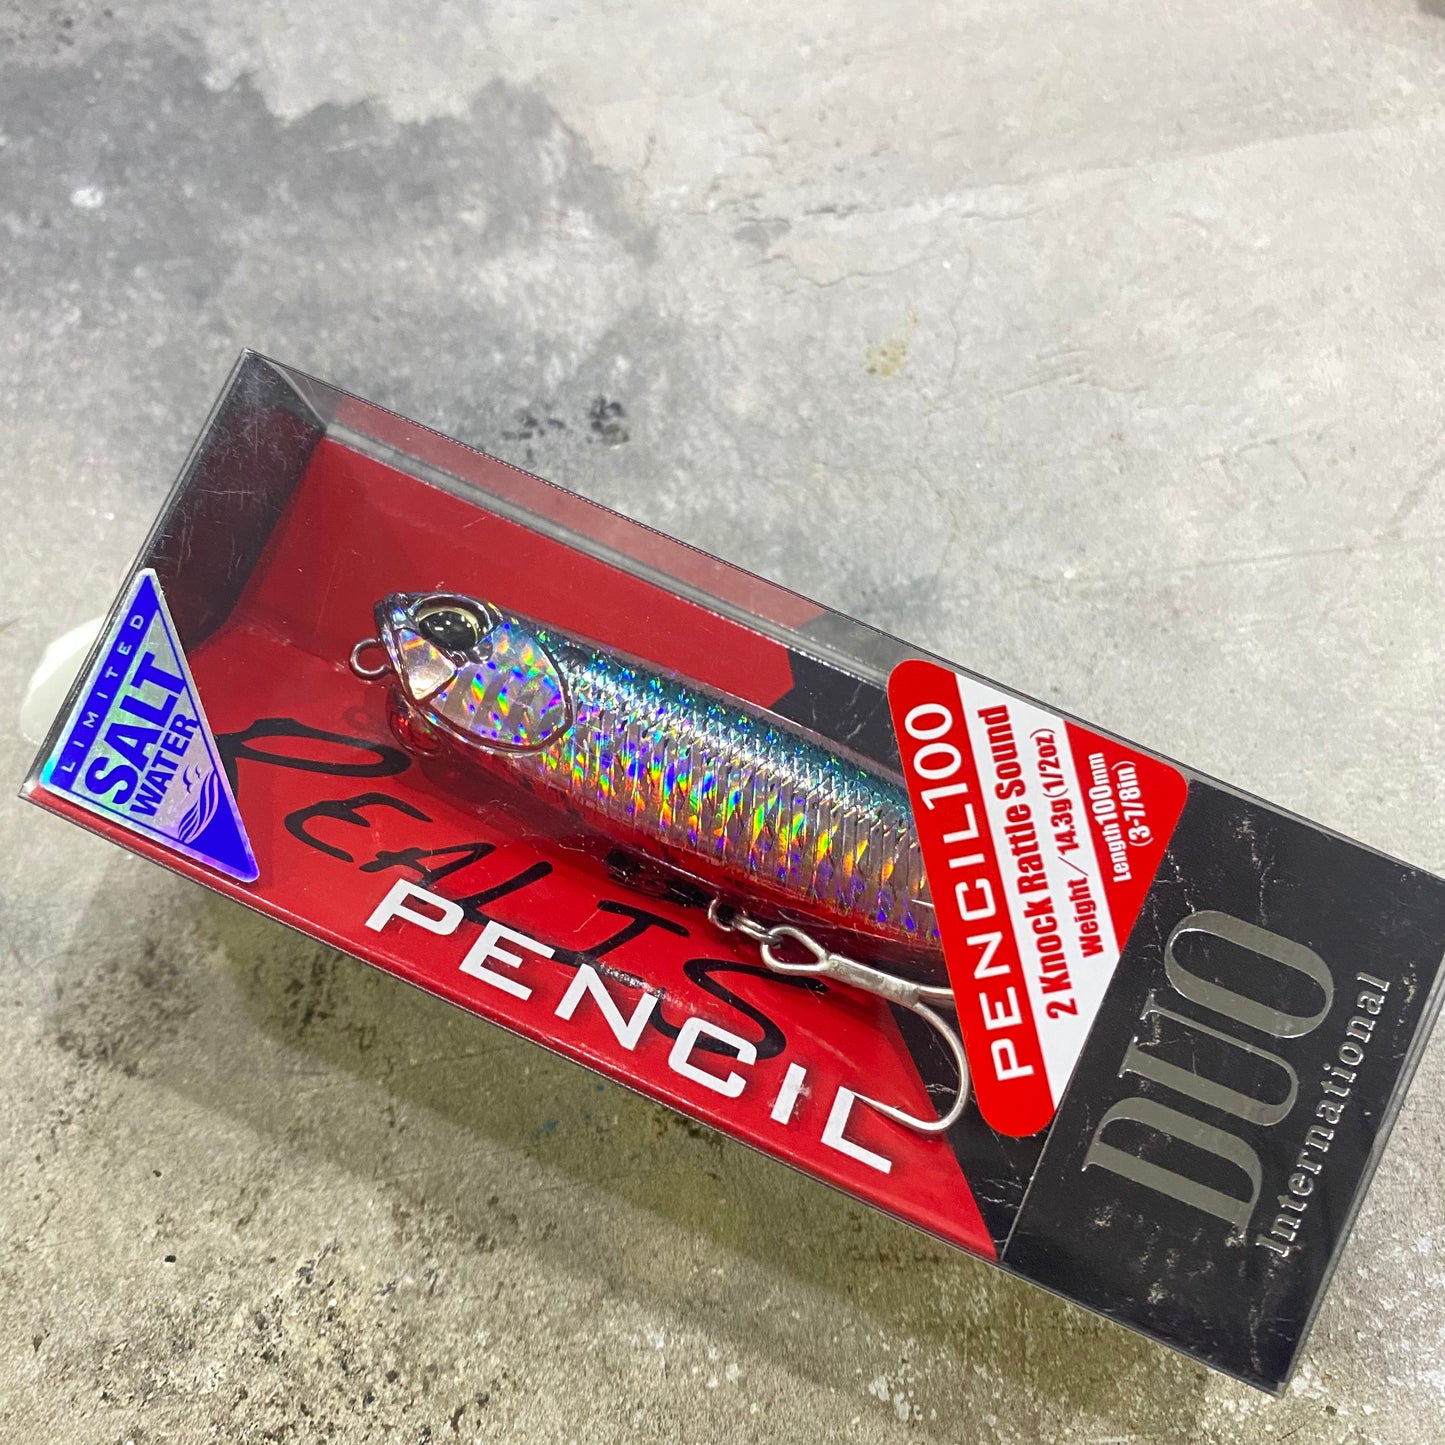 LIMITED
SALT
WATER
REALIS
PENCIL
PENCIL100
2 Knock Rattle Sound
Weight/14.3g(1/2oz)
Length100mm
(3-7/8in)
DUO
International